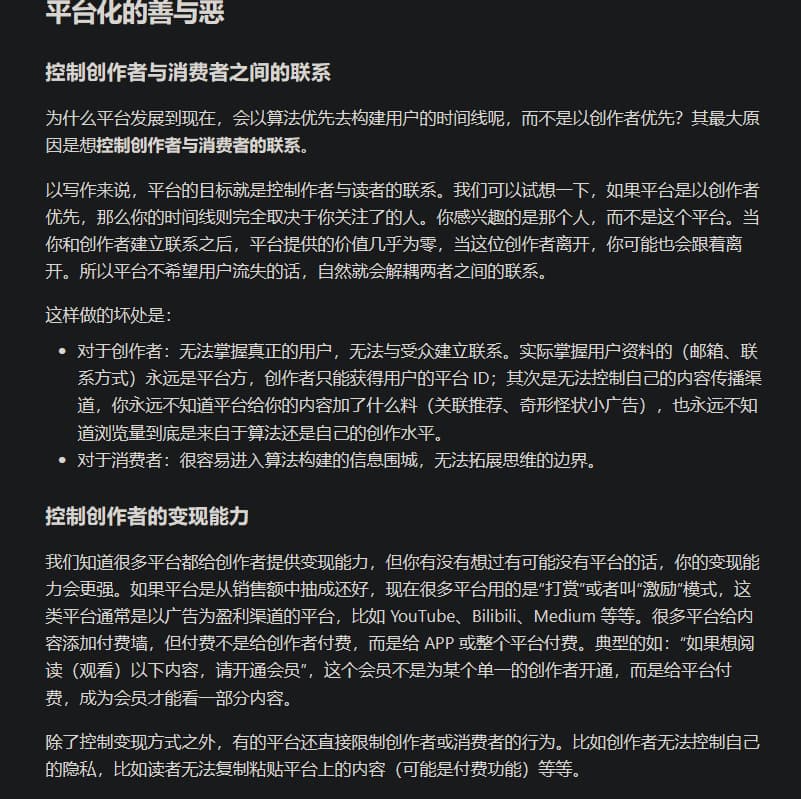 平台化的善与恶
控制创作者与消费者之间的联系
为什么平台发展到现在，会以算法优先去构建用户的时间线呢，而不是以创作者优先？其最大原
因是想控制创作者与消费者的联系。
以写作来说，平台的目标就是控制作者与读者的联系。我们可以试想一下，如果平台是以创作者
优先，那么你的时间线则完全取决于你关注了的人。你感兴趣的是那个人，而不是这个平台。当
你和创作者建立联系之后，平台提供的价值几乎为零，当这位创作者离开，你可能也会跟着离
开。所以平台不希望用户流失的话，自然就会解耦两者之间的联系。
这样做的坏处是：
• 对于创作者：无法掌握真正的用户，无法与受众建立联系。实际掌握用户资料的（邮箱、联
系方式）永远是平台方，创作者只能获得用户的平台 ID；其次是无法控制自己的内容传播渠
道，你永远不知道平台给你的内容加了什么料（关联推荐、奇形怪状小广告），也永远不知
道浏览量到底是来自于算法还是自己的创作水平。
• 对于消费者：很容易进入算法构建的信息围城，无法拓展思维的边界。
控制创作者的变现能力
我们知道很多平台都给创作者提供变现能力，但你有没有想过有可能没有平台的话，你的变现能
力会更强。如果平台是从销售额中抽成还好，现在很多平台用的是“打赏”或者叫“激励”模式，这
类平台通常是以广告为盈利渠道的平台，比如 YouTube、Bilibili、Medium 等等。很多平台给内
容添加付费墙，但付费不是给创作者付费，而是给 APP 或整个平台付费。典型的如：“如果想阅
读（观看）以下内容，请开通会员”，这个会员不是为某个单一的创作者开通，而是给平台付
费，成为会员才能看一部分内容。
除了控制变现方式之外，有的平台还直接限制创作者或消费者的行为。比如创作者无法控制自己
的隐私，比如读者无法复制粘贴平台上的内容（可能是付费功能）等等。